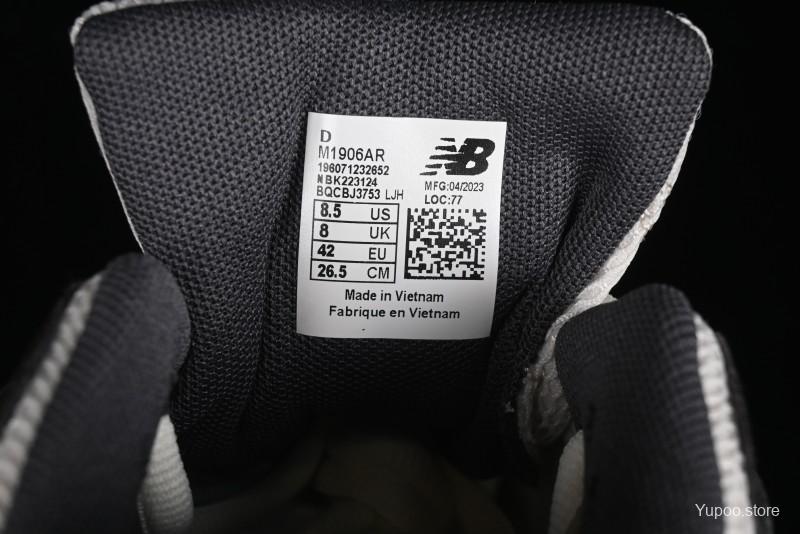 D
M1906AR
196071232652
NBK223124
BQCBJ3753 LJH
NB
MFG:04/2023
LOC:77
8.5 US
8 UK
42 EU
26.5 CM
Made in Vietnam
Fabrique en Vietnam
Yupoo.store